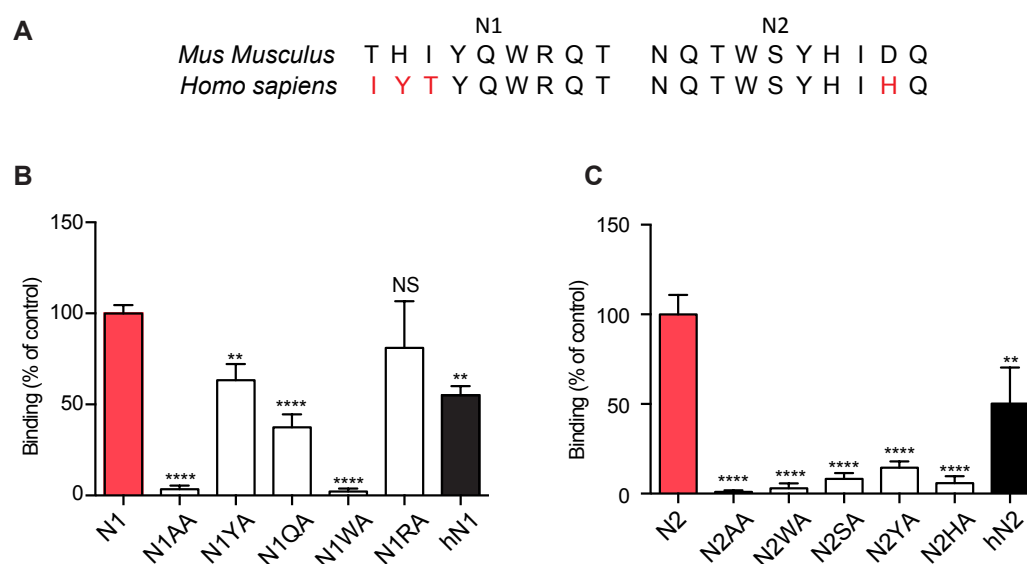 A
N1 N2
Mus Musculus T H I Y Q W R Q T N Q T W S Y H I D Q
Homo sapiens I Y T Y Q W R Q T N Q T W S Y H I H Q
B
Binding (% of control)
150
100
50
0
**** ** **** **** NS **
N1 N1AA N1YA N1QA N1WA N1RA hN1
C
Binding (% of control)
150
100
50
0
**** **** **** **** **** **
N2 N2AA N2WA N2SA N2YA N2HA hN2